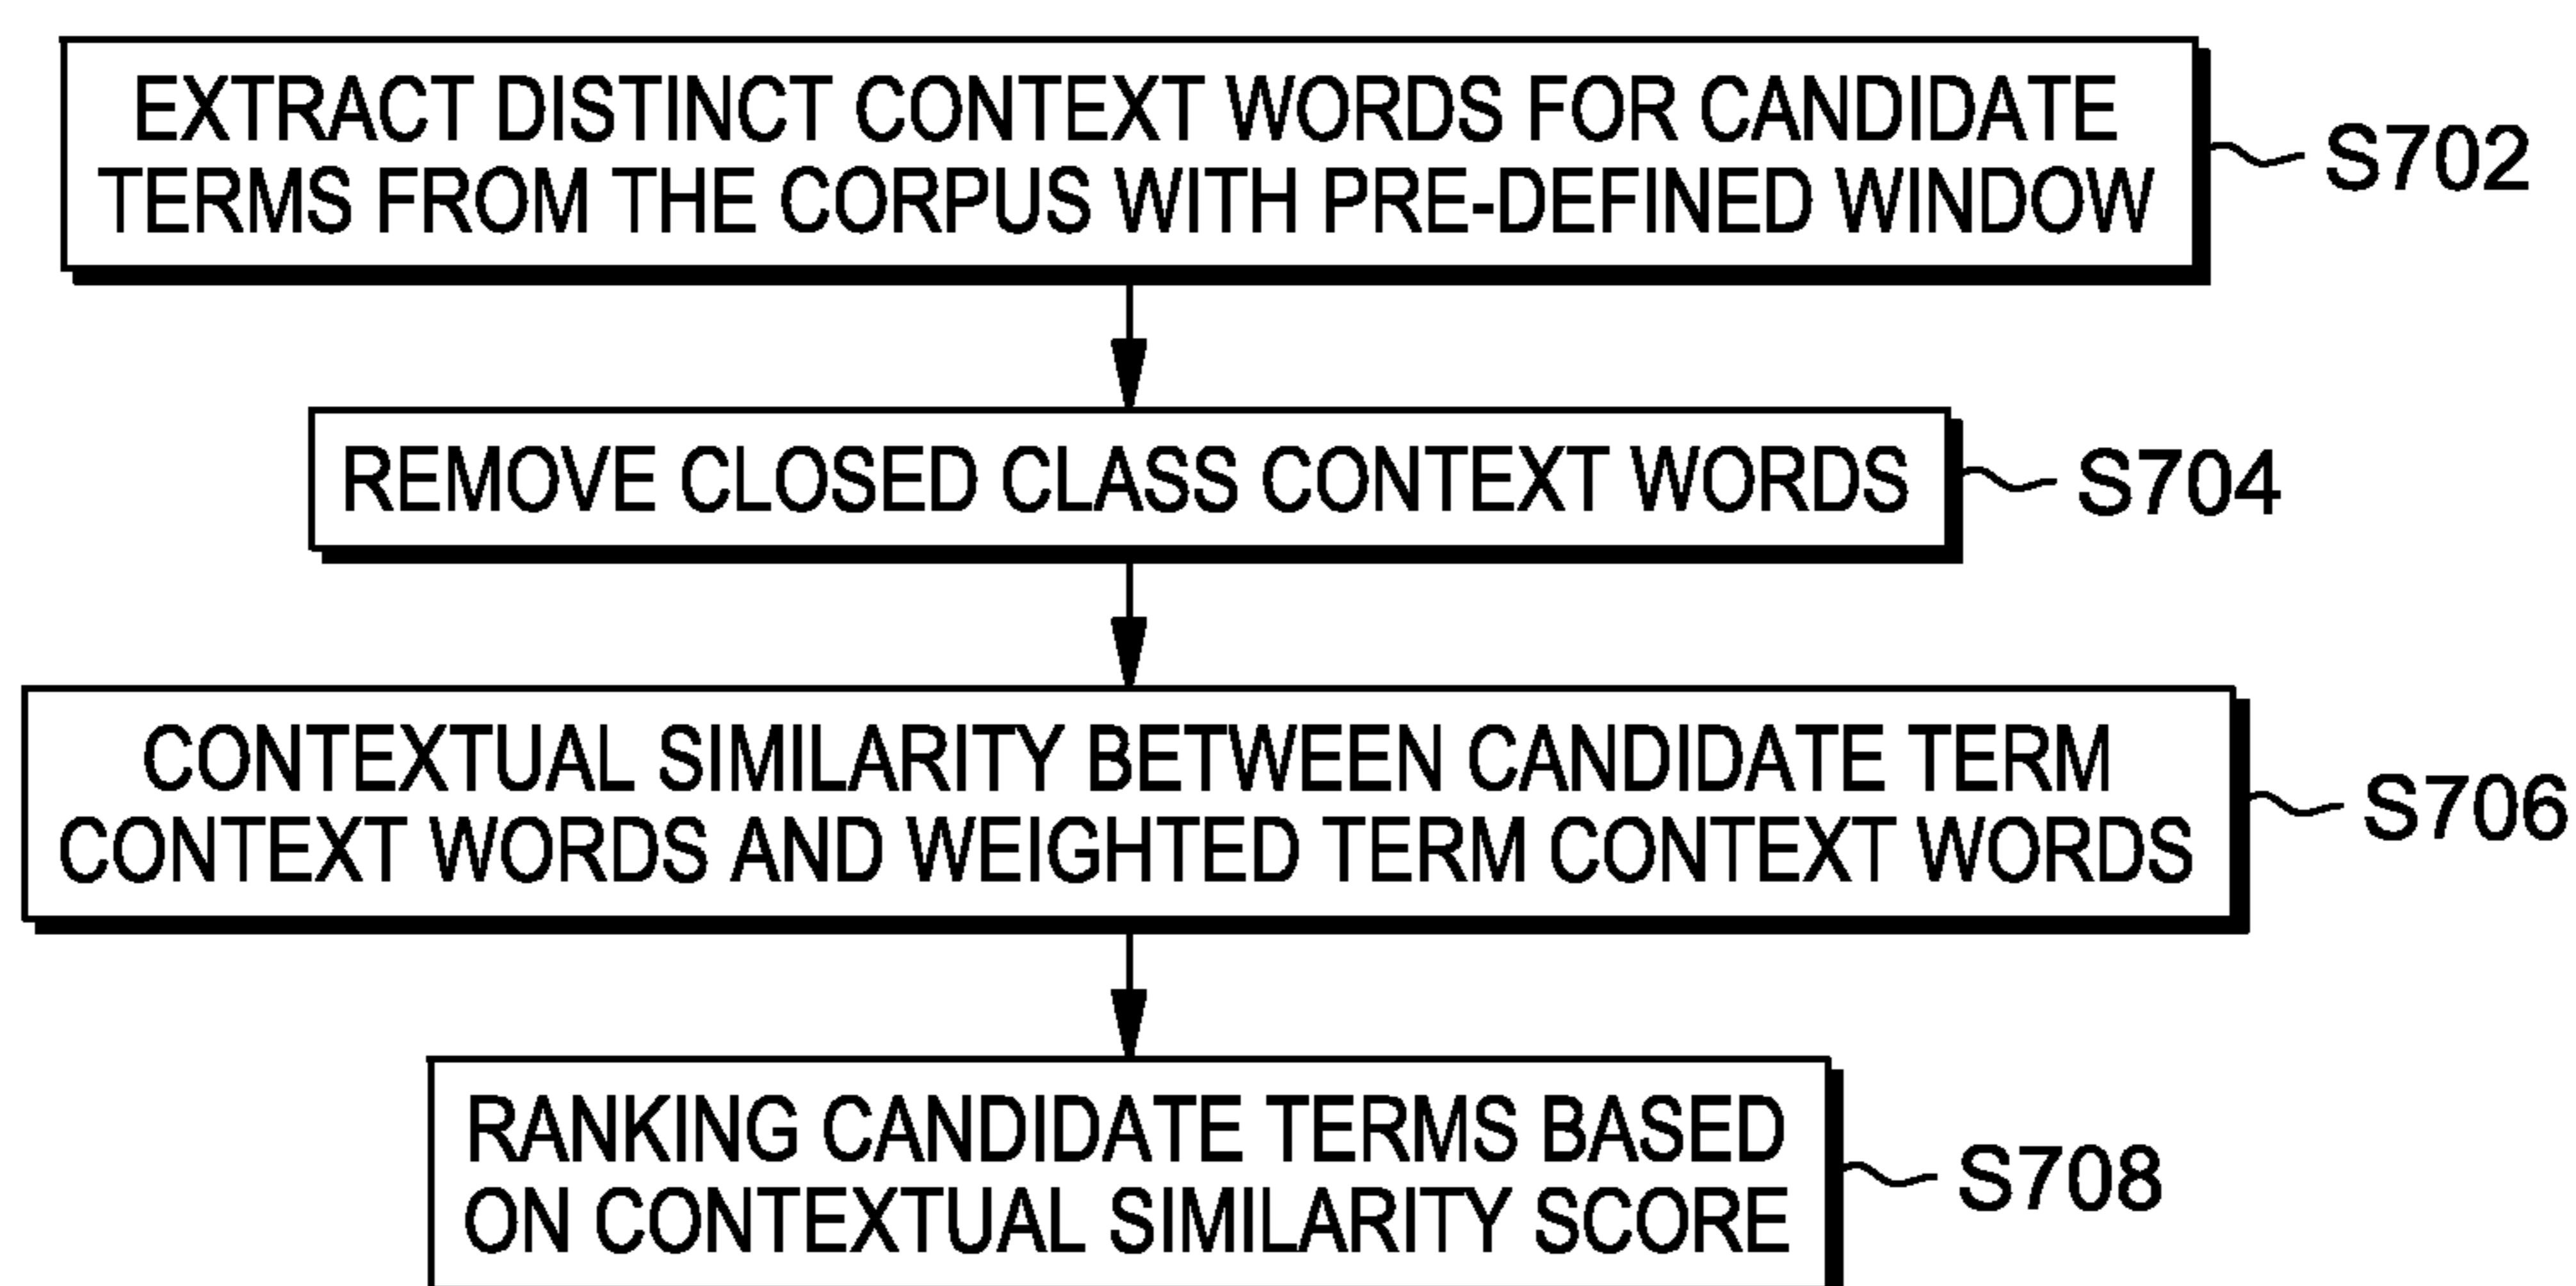 EXTRACT DISTINCT CONTEXT WORDS FOR CANDIDATE
TERMS FROM THE CORPUS WITH PRE-DEFINED WINDOW
S702
REMOVE CLOSED CLASS CONTEXT WORDS
S704
CONTEXTUAL SIMILARITY BETWEEN CANDIDATE TERM
CONTEXT WORDS AND WEIGHTED TERM CONTEXT WORDS
S706
RANKING CANDIDATE TERMS BASED
ON CONTEXTUAL SIMILARITY SCORE
S708